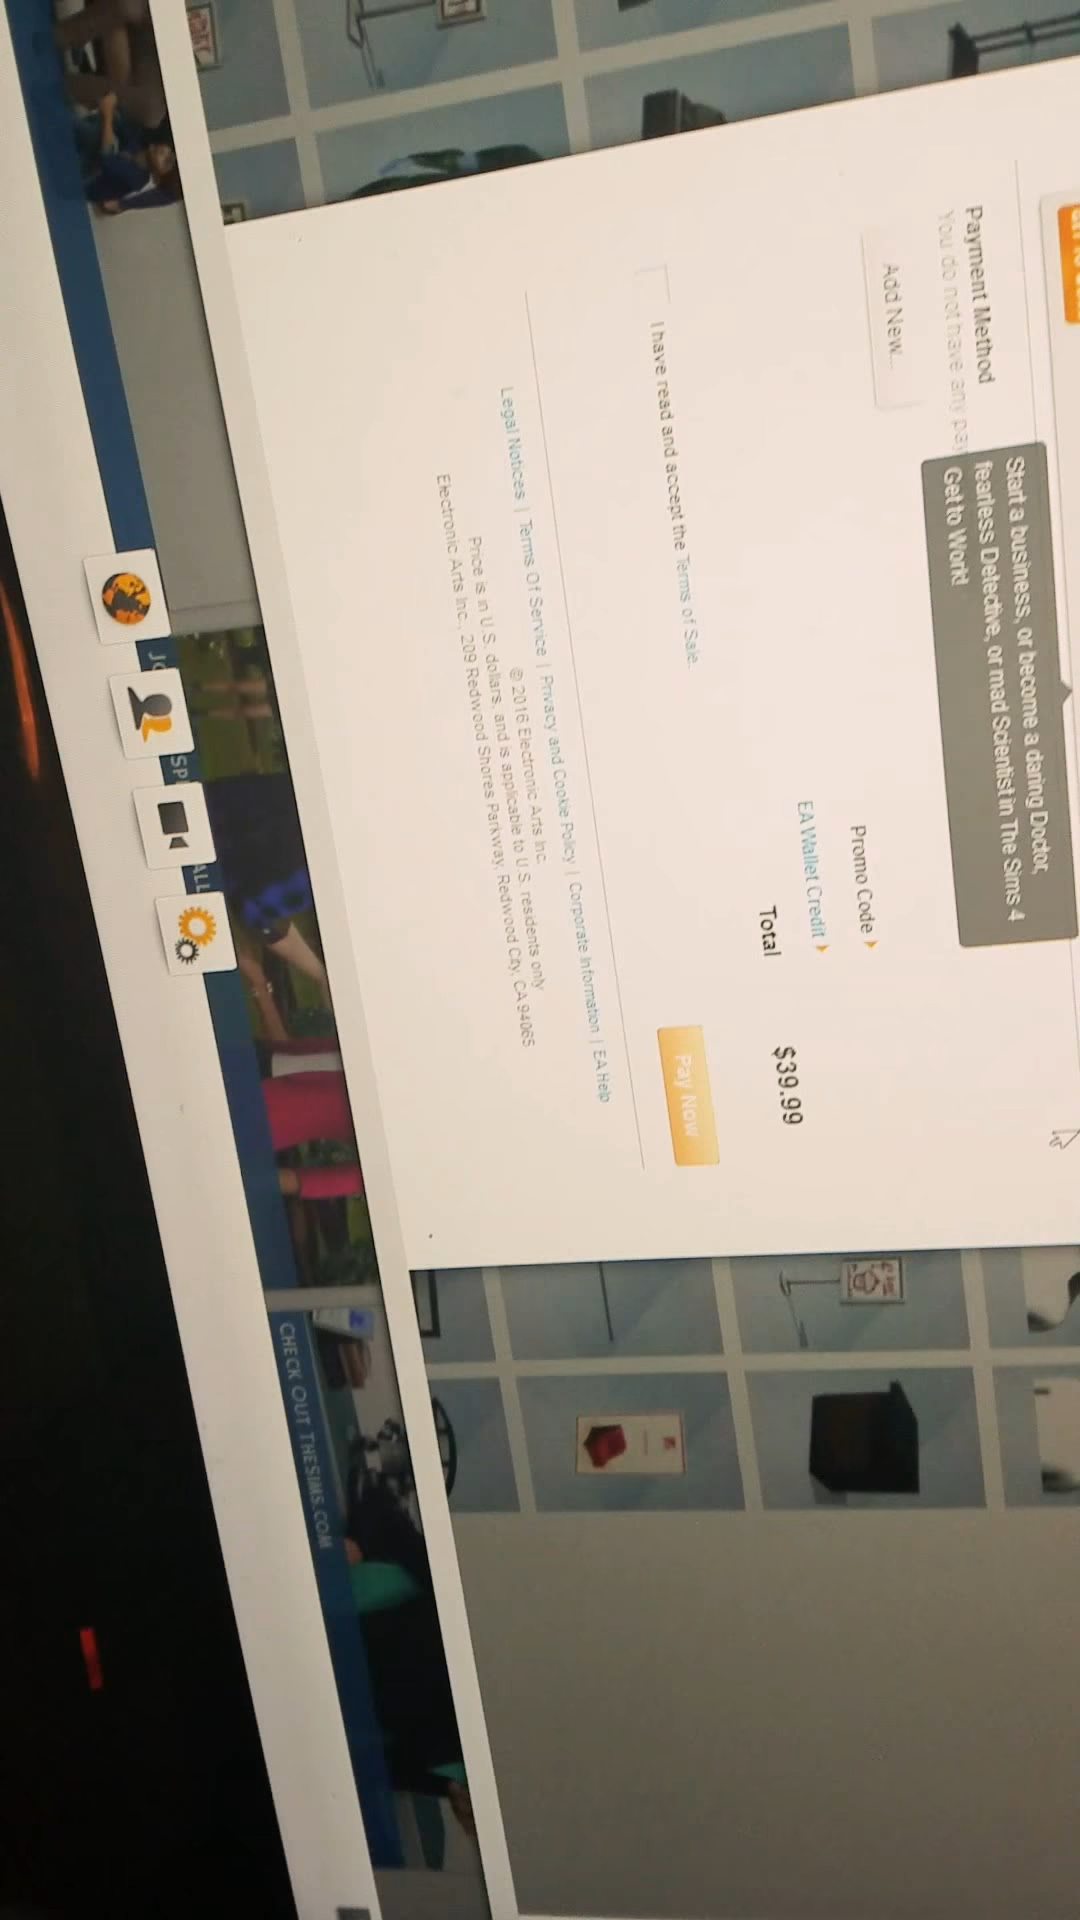 Start a business, or become a daring Doctor,
fearless Detective, or mad Scientist in The Sims 4
Get to Work!
Payment Method
You do not have any pay
Add New...
Promo Code
EA Wallet Credit
Total $39.99
I have read and accept the Terms of Sale.
Pay Now
Legal Notices | Terms Of Service | Privacy and Cookie Policy | Corporate Information | EA Help
© 2016 Electronic Arts Inc.
Price is in U.S. dollars, and is applicable to U.S. residents only
Electronic Arts Inc., 209 Redwood Shores Parkway, Redwood City, CA 94065
CHECK OUT THESIMS.COM